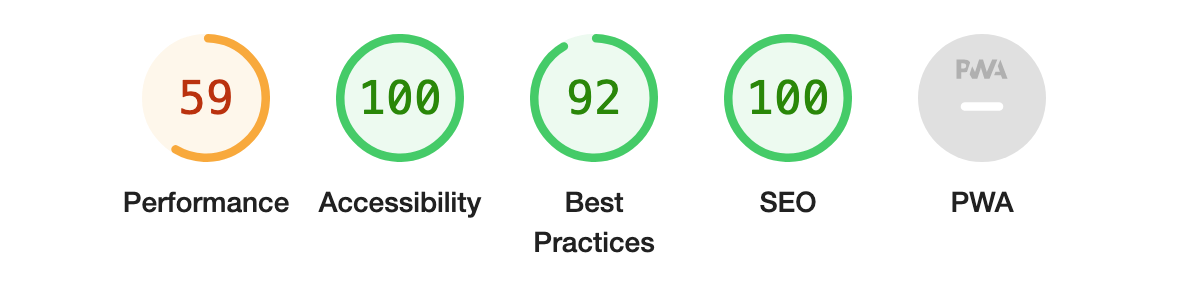 59
100
92
100
PWA
Performance
Accessibility
Best
Practices
SEO
PWA